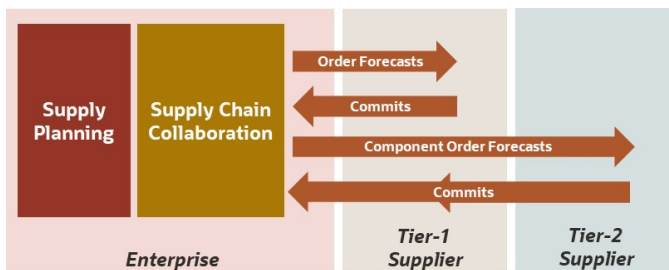 Supply
Planning
Supply Chain
Collaboration
Order Forecasts
Commits
Component Order Forecasts
Commits
Enterprise
Tier-1
Supplier
Tier-2
Supplier